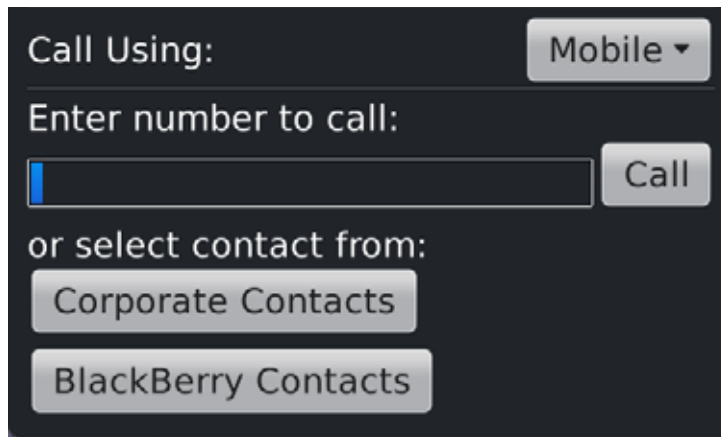 Call Using: Mobile
Enter number to call:
Call
or select contact from:
Corporate Contacts
BlackBerry Contacts